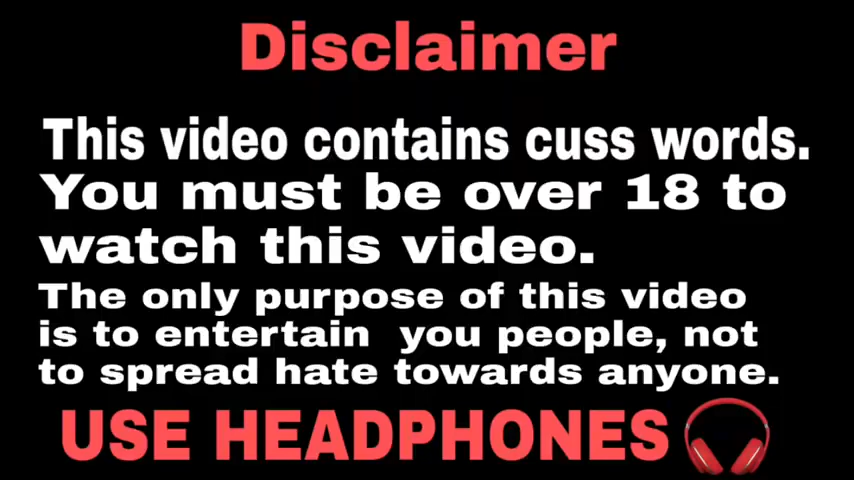 Disclaimer
This video contains cuss words.
You must be over 18 to
watch this video.
The only purpose of this video
is to entertain you people, not
to spread hate towards anyone.
USE HEADPHONES